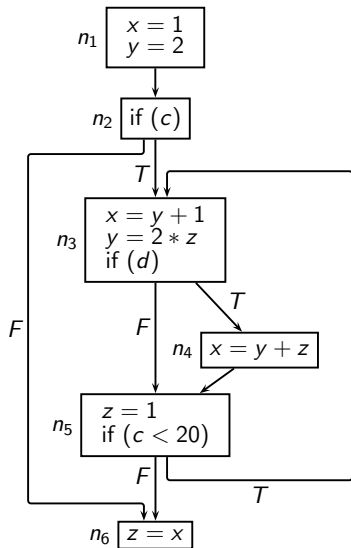 n1
x = 1
y = 2
n2
if (c)
T
n3
x = y + 1
y = 2 * z
if (d)
T
F
F
n4
x = y + z
n5
z = 1
if (c < 20)
F
T
n6
z = x